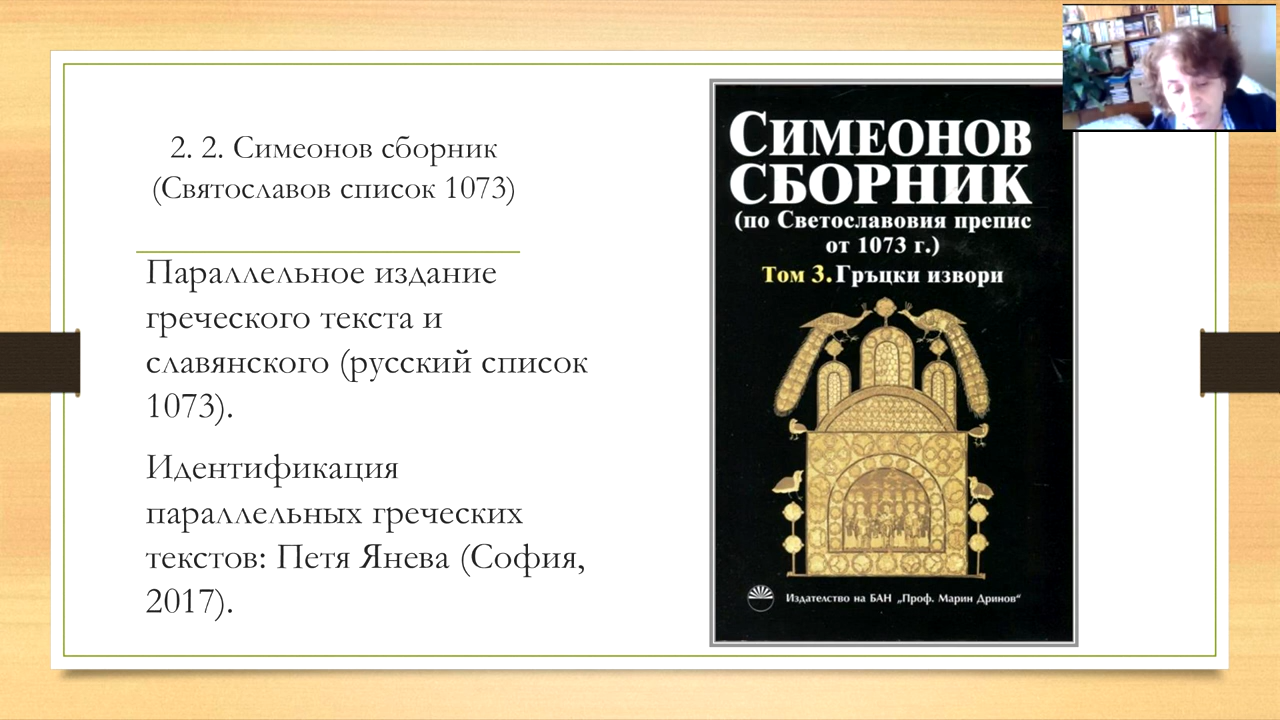 2. 2. Симеонов сборник
(Святославов список 1073)
Параллельное издание
греческого текста и
славянского (русский список
1073).
Идентификация
параллельных греческих
текстов: Петя Янева (София,
2017).
СИМЕОНОВ
СБОРНИК
(по Светославовия препис
от 1073 г.)
Том 3. Гръцки извори
Издателство на БАН „Проф. Марин Дринов“